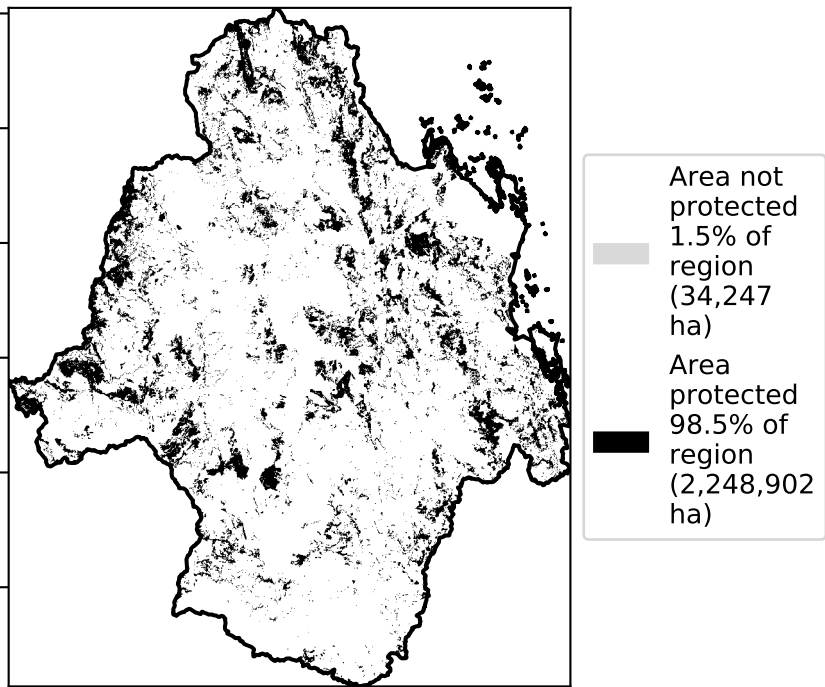 Area not
protected
1.5% of
region
(34,247
ha)
Area
protected
98.5% of
region
(2,248,902
ha)